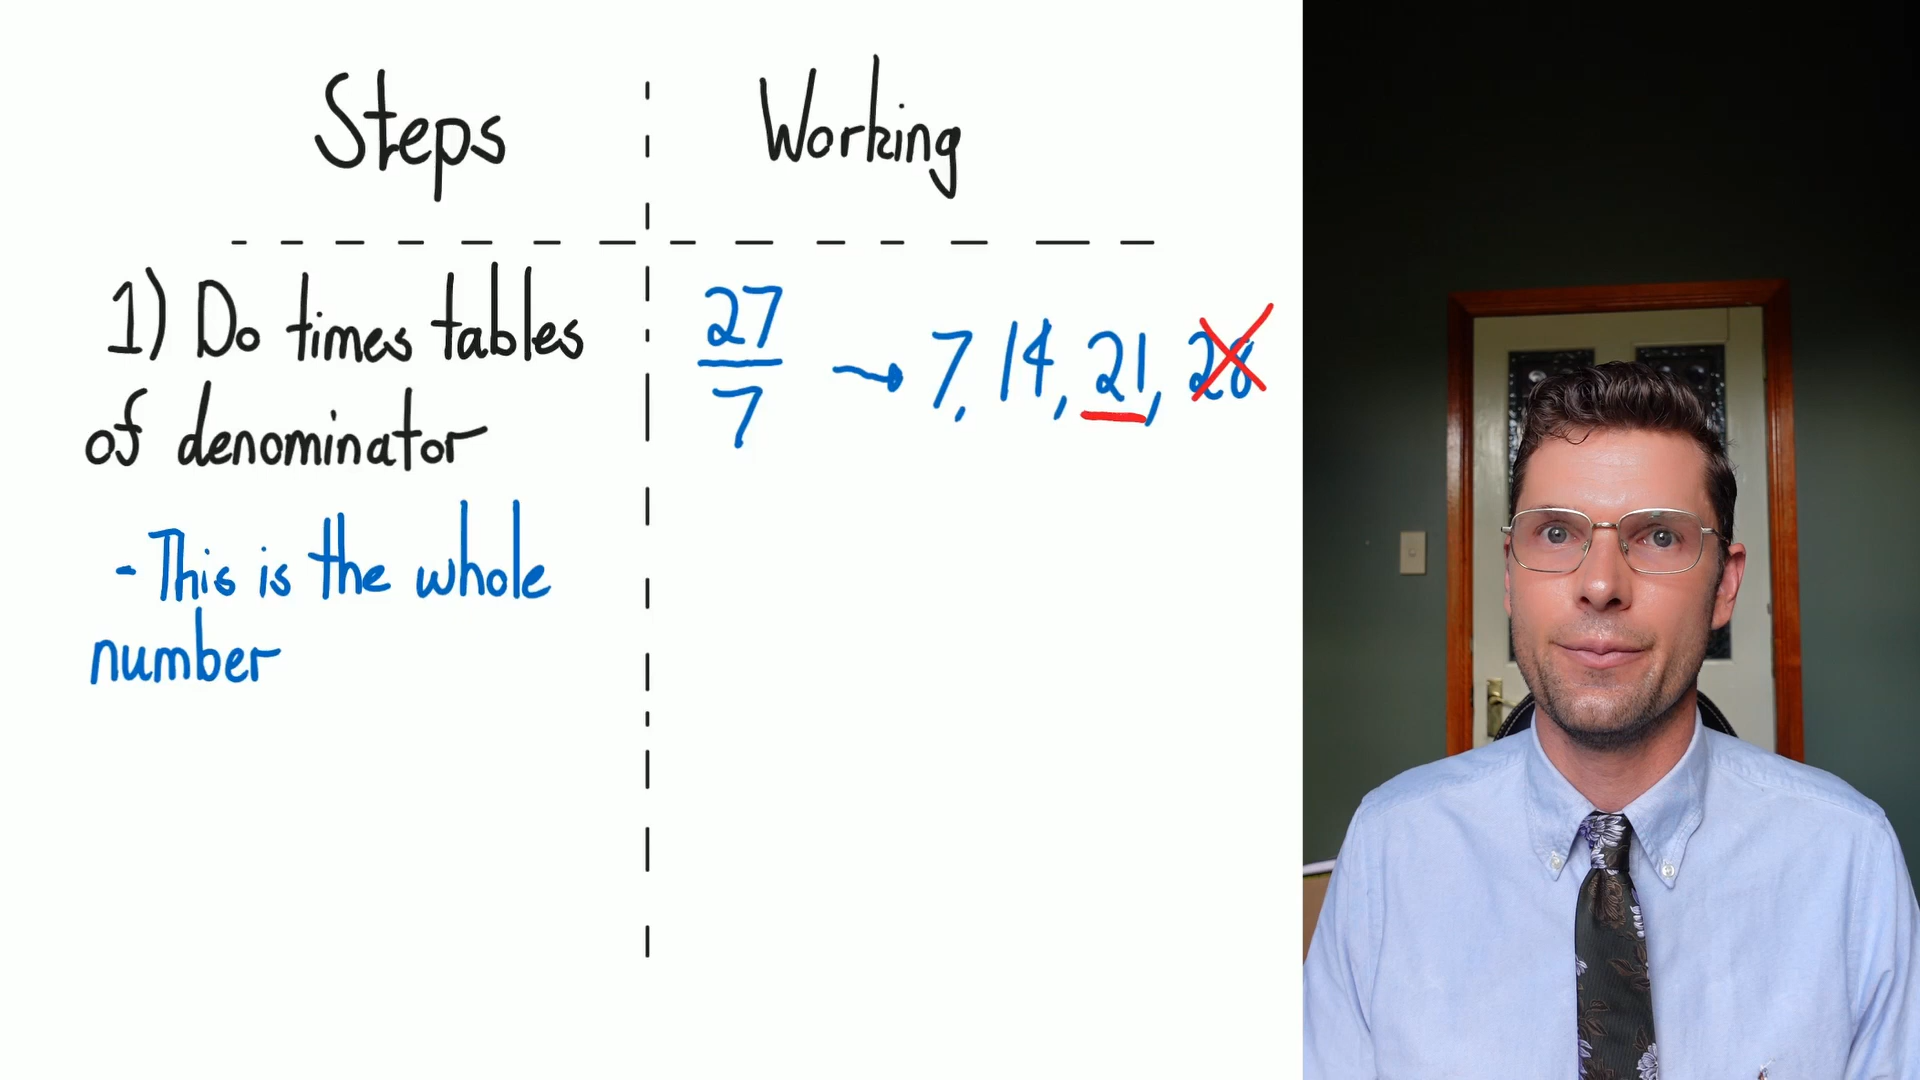 Steps
Working
1) Do times tables
of denominator
- This is the whole
number
27
7
→ 7, 14, 21, 28